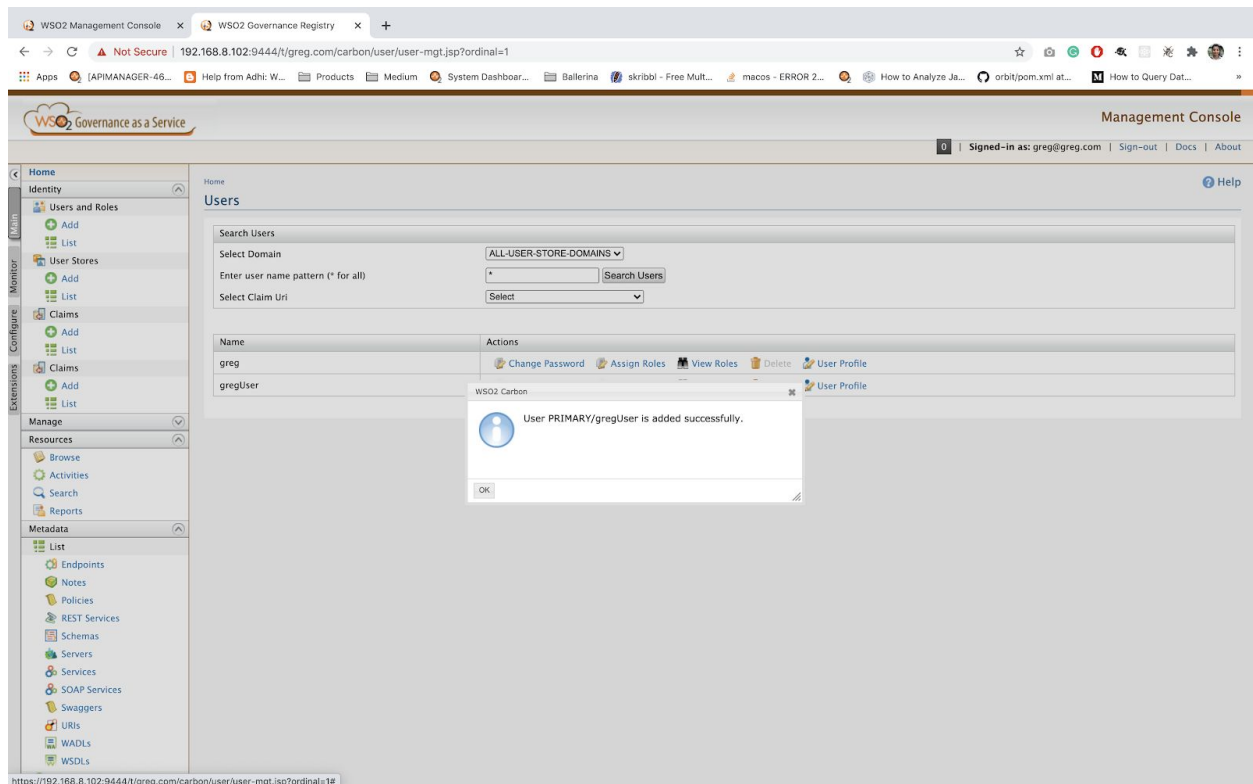 WSO2 Management Console
WSO2 Governance Registry
Not Secure | 192.168.8.102:9444/t/greg.com/carbon/user/user-mgt.jsp?ordinal=1
Apps [APIMANAGER-46... Help from Adhi: W... Products Medium System Dashboar... Ballerina skribbl - Free Mult... macos - ERROR 2... How to Analyze Ja... orbit/pom.xml at... How to Query Dat... »
WSO2 Governance as a Service
Management Console
0 | Signed-in as: greg@greg.com | Sign-out | Docs | About
Main
Monitor
Configure
Extensions
Home
Identity
Users and Roles
Add
List
User Stores
Add
List
Claims
Add
List
Claims
Add
List
Manage
Resources
Browse
Activities
Search
Reports
Metadata
List
Endpoints
Notes
Policies
REST Services
Schemas
Servers
Services
SOAP Services
Swaggers
URIs
WADLs
WSDLs
Home
Help
Users
Search Users
Select Domain ALL-USER-STORE-DOMAINS
Enter user name pattern (* for all) * Search Users
Select Claim Uri Select
Name Actions
greg Change Password Assign Roles View Roles Delete User Profile
gregUser User Profile
WSO2 Carbon
User PRIMARY/gregUser is added successfully.
OK
https://192.168.8.102:9444/t/greg.com/carbon/user/user-mgt.jsp?ordinal=1#